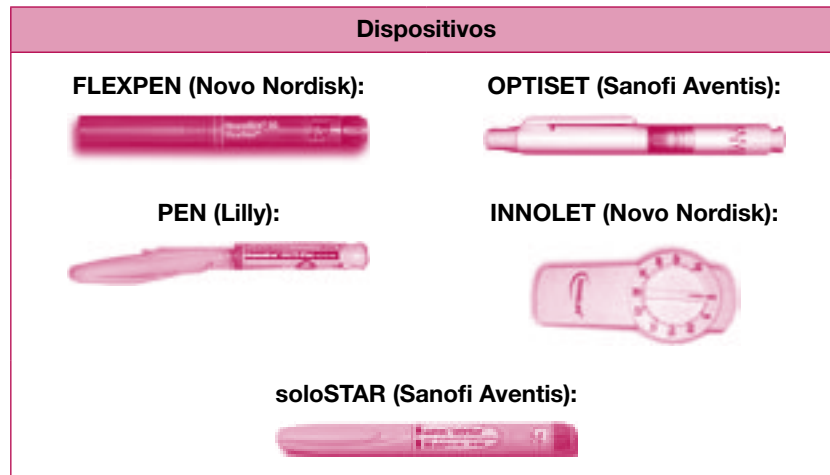 Dispositivos
FLEXPEN (Novo Nordisk):
OPTISET (Sanofi Aventis):
PEN (Lilly):
INNOLET (Novo Nordisk):
soloSTAR (Sanofi Aventis):